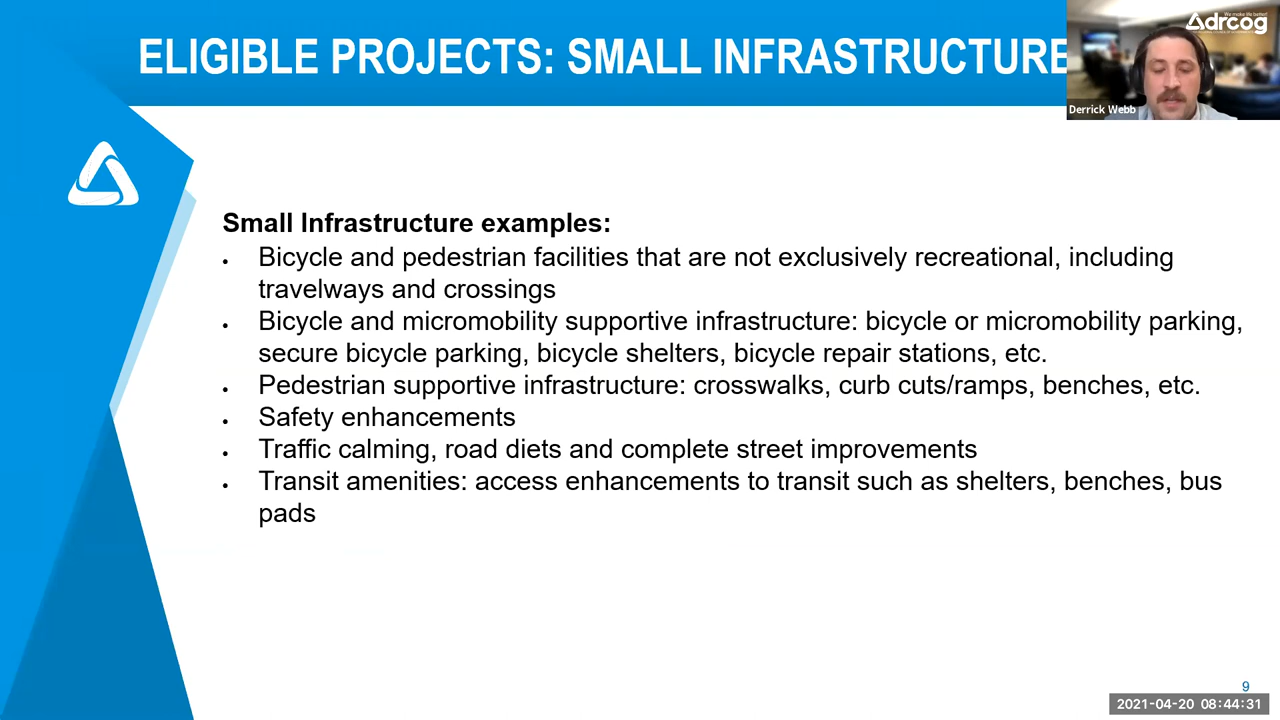 ELIGIBLE PROJECTS: SMALL INFRASTRUCTURE
We make life better!
drcog
Derrick Webb
Small Infrastructure examples:
• Bicycle and pedestrian facilities that are not exclusively recreational, including
travelways and crossings
• Bicycle and micromobility supportive infrastructure: bicycle or micromobility parking,
secure bicycle parking, bicycle shelters, bicycle repair stations, etc.
• Pedestrian supportive infrastructure: crosswalks, curb cuts/ramps, benches, etc.
• Safety enhancements
• Traffic calming, road diets and complete street improvements
• Transit amenities: access enhancements to transit such as shelters, benches, bus
pads
9
2021-04-20 08:44:31